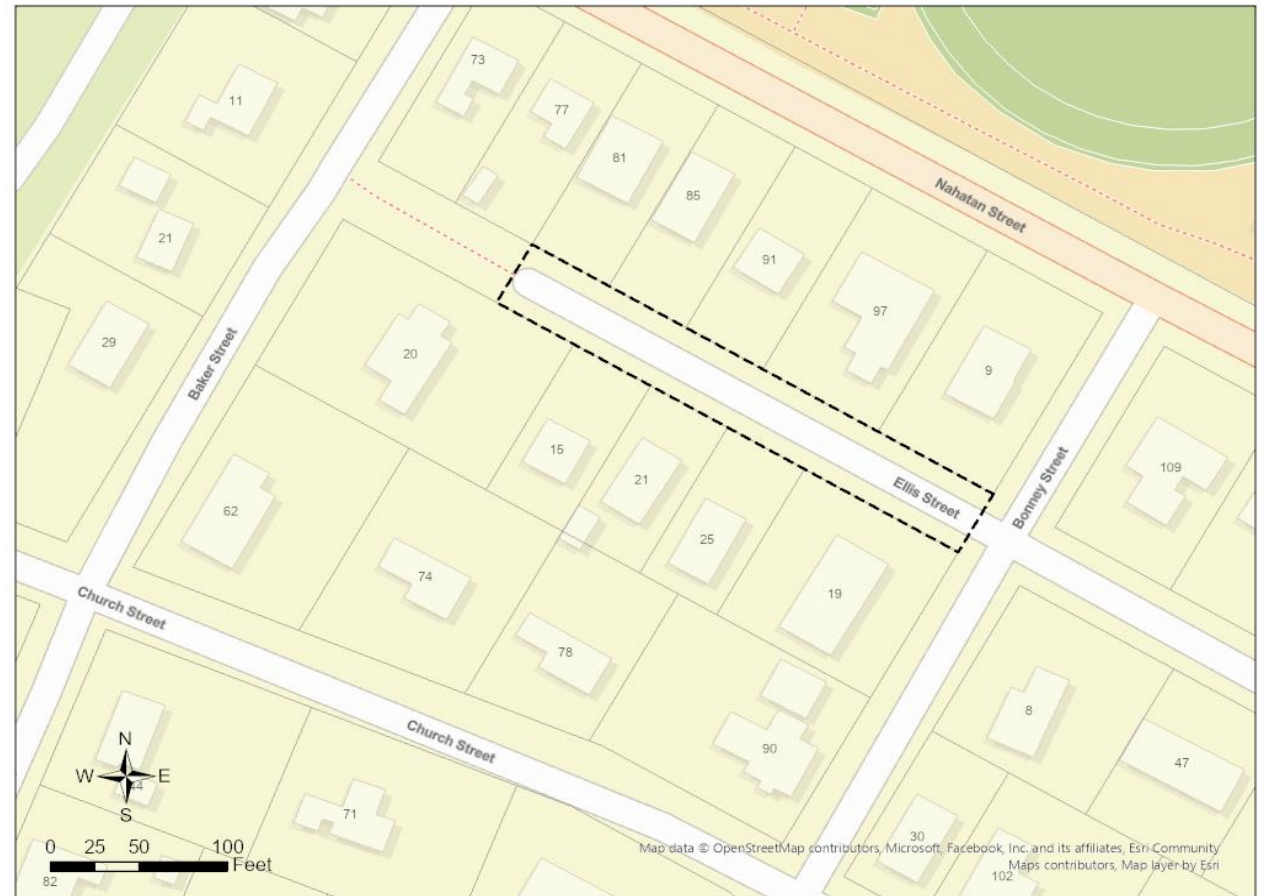 73
77
11
81
85
Nahatan Street
21
91
97
29
20
9
Baker Street
15
21
Ellis Street
Bonney Street
109
62
25
74
19
Church Street
78
8
Church Street
90
47
N
W E
S
44
71
30
0 25 50 100
Feet
82
102
Map data © OpenStreetMap contributors, Microsoft, Facebook, Inc. and its affiliates, Esri Community
Maps contributors, Map layer by Esri